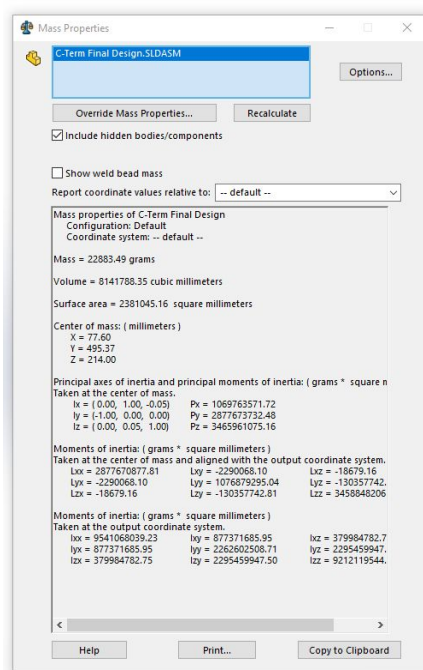 Mass Properties
C-Term Final Design.SLDASM
Options...
Override Mass Properties... Recalculate
Include hidden bodies/components
Show weld bead mass
Report coordinate values relative to: -- default --
Mass properties of C-Term Final Design
Configuration: Default
Coordinate system: -- default --
Mass = 22883.49 grams
Volume = 8141788.35 cubic millimeters
Surface area = 2381045.16 square millimeters
Center of mass: ( millimeters )
X = 77.60
Y = 495.37
Z = 214.00
Principal axes of inertia and principal moments of inertia: ( grams * square n
Taken at the center of mass.
Ix = ( 0.00, 1.00, -0.05) Px = 1069763571.72
Iy = (-1.00, 0.00, 0.00) Py = 2877673732.48
Iz = ( 0.00, 0.05, 1.00) Pz = 3465961075.16
Moments of inertia: ( grams * square millimeters )
Taken at the center of mass and aligned with the output coordinate system.
Lxx = 2877670877.81 Lxy = -2290068.10 Lxz = -18679.16
Lyx = -2290068.10 Lyy = 1076879295.04 Lyz = -130357742.
Lzx = -18679.16 Lzy = -130357742.81 Lzz = 3458848206
Moments of inertia: ( grams * square millimeters )
Taken at the output coordinate system.
Ixx = 9541068039.23 Ixy = 877371685.95 Ixz = 379984782.7
Iyx = 877371685.95 Iyy = 2262602508.71 Iyz = 2295459947.
Izx = 379984782.75 Izy = 2295459947.50 Izz = 9212119544.
Help Print... Copy to Clipboard